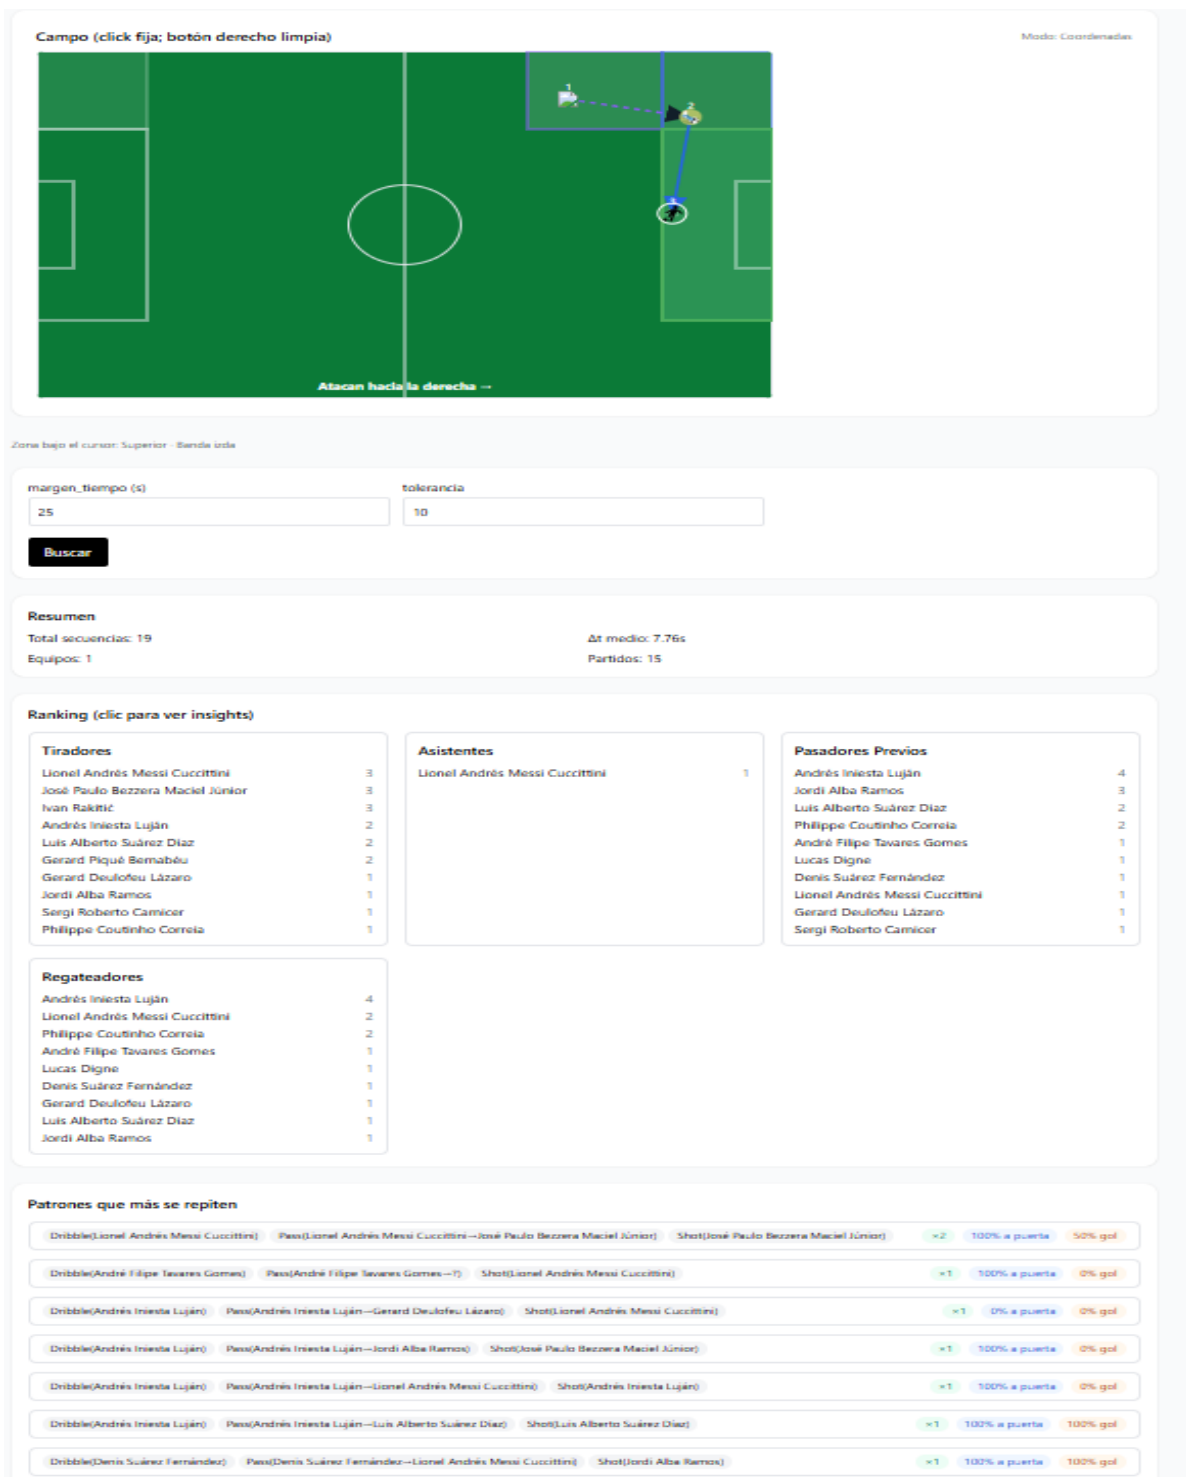 Campo (click fija; botón derecho limpia)
Modo: Coordenadas
1
2
3
Atacan hacia la derecha →
Zona bajo el cursor: Superior · Banda izda
margen_tiempo (s)
tolerancia
25
10
Buscar
Resumen
Total secuencias: 19
Δt medio: 7.76s
Equipos: 1
Partidos: 15
Ranking (clic para ver insights)
Tiradores
Lionel Andrés Messi Cuccittini 3
José Paulo Bezzera Maciel Júnior 3
Ivan Rakitić 3
Andrés Iniesta Luján 2
Luis Alberto Suárez Díaz 2
Gerard Piqué Bernabéu 2
Gerard Deulofeu Lázaro 1
Jordi Alba Ramos 1
Sergi Roberto Carnicer 1
Philippe Coutinho Correia 1
Asistentes
Lionel Andrés Messi Cuccittini 1
Pasadores Previos
Andrés Iniesta Luján 4
Jordi Alba Ramos 3
Luis Alberto Suárez Díaz 2
Philippe Coutinho Correia 2
André Filipe Tavares Gomes 1
Lucas Digne 1
Denis Suárez Fernández 1
Lionel Andrés Messi Cuccittini 1
Gerard Deulofeu Lázaro 1
Sergi Roberto Carnicer 1
Regateadores
Andrés Iniesta Luján 4
Lionel Andrés Messi Cuccittini 2
Philippe Coutinho Correia 2
André Filipe Tavares Gomes 1
Lucas Digne 1
Denis Suárez Fernández 1
Gerard Deulofeu Lázaro 1
Luis Alberto Suárez Díaz 1
Jordi Alba Ramos 1
Patrones que más se repiten
Dribble(Lionel Andrés Messi Cuccittini) Pass(Lionel Andrés Messi Cuccittini→José Paulo Bezzera Maciel Júnior) Shot(José Paulo Bezzera Maciel Júnior) ×2 100% a puerta 50% gol
Dribble(André Filipe Tavares Gomes) Pass(André Filipe Tavares Gomes→?) Shot(Lionel Andrés Messi Cuccittini) ×1 100% a puerta 0% gol
Dribble(Andrés Iniesta Luján) Pass(Andrés Iniesta Luján→Gerard Deulofeu Lázaro) Shot(Lionel Andrés Messi Cuccittini) ×1 0% a puerta 0% gol
Dribble(Andrés Iniesta Luján) Pass(Andrés Iniesta Luján→Jordi Alba Ramos) Shot(José Paulo Bezzera Maciel Júnior) ×1 100% a puerta 0% gol
Dribble(Andrés Iniesta Luján) Pass(Andrés Iniesta Luján→Lionel Andrés Messi Cuccittini) Shot(Andrés Iniesta Luján) ×1 100% a puerta 0% gol
Dribble(Andrés Iniesta Luján) Pass(Andrés Iniesta Luján→Luis Alberto Suárez Díaz) Shot(Luis Alberto Suárez Díaz) ×1 100% a puerta 100% gol
Dribble(Denis Suárez Fernández) Pass(Denis Suárez Fernández→Lionel Andrés Messi Cuccittini) Shot(Jordi Alba Ramos) ×1 100% a puerta 100% gol